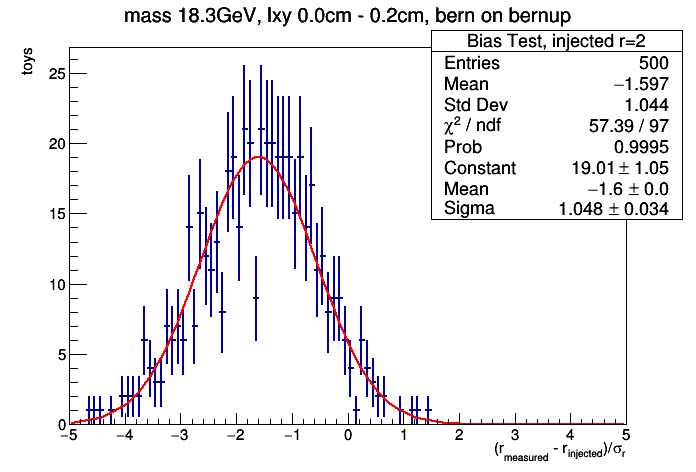 mass 18.3GeV, lxy 0.0cm - 0.2cm, bern on bernup
Bias Test, injected r=2
Entries 500
Mean −1.597
Std Dev 1.044
χ² / ndf 57.39 / 97
Prob 0.9995
Constant 19.01 ± 1.05
Mean −1.6 ± 0.0
Sigma 1.048 ± 0.034
toys
25
20
15
10
5
0
−5 −4 −3 −2 −1 0 1 2 3 4 5
(r_measured - r_injected)/σ_r